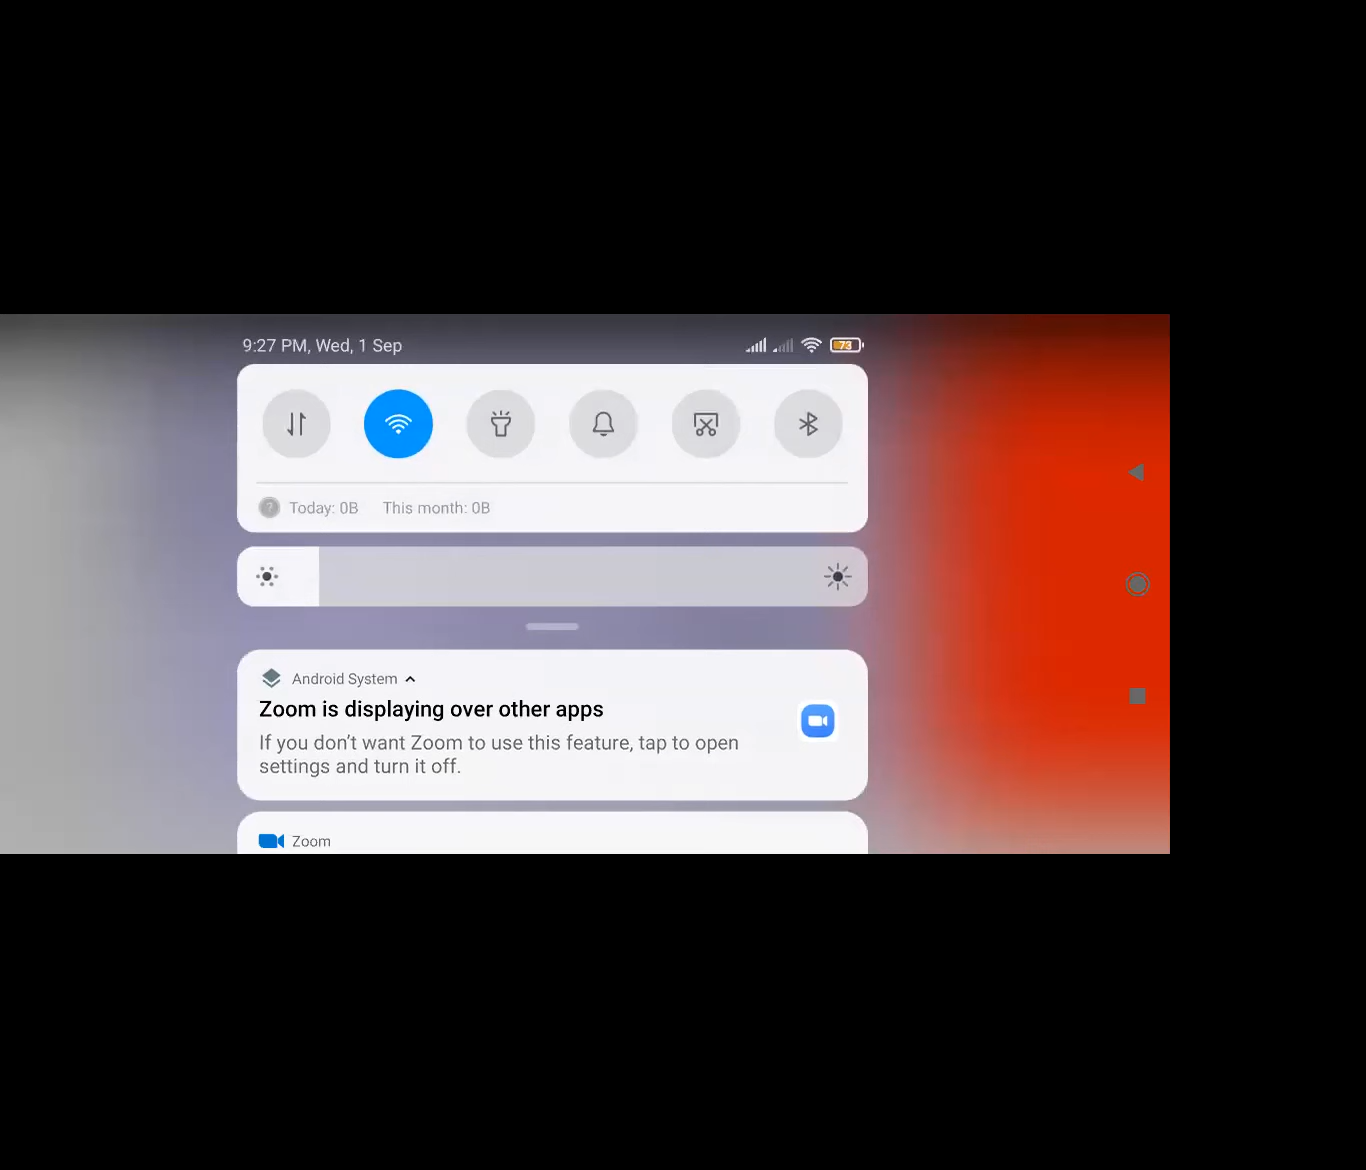 9:27 PM, Wed, 1 Sep
73
Today: 0B This month: 0B
Android System
Zoom is displaying over other apps
If you don't want Zoom to use this feature, tap to open
settings and turn it off.
Zoom